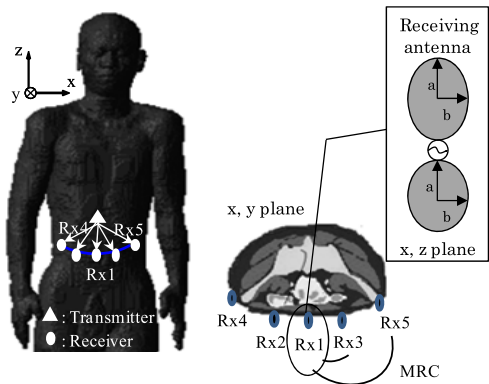 z
x
y
Rx4
Rx5
Rx1
: Transmitter
: Receiver
x, y plane
Rx4
Rx2
Rx1
Rx3
Rx5
MRC
Receiving
antenna
a
b
a
b
x, z plane